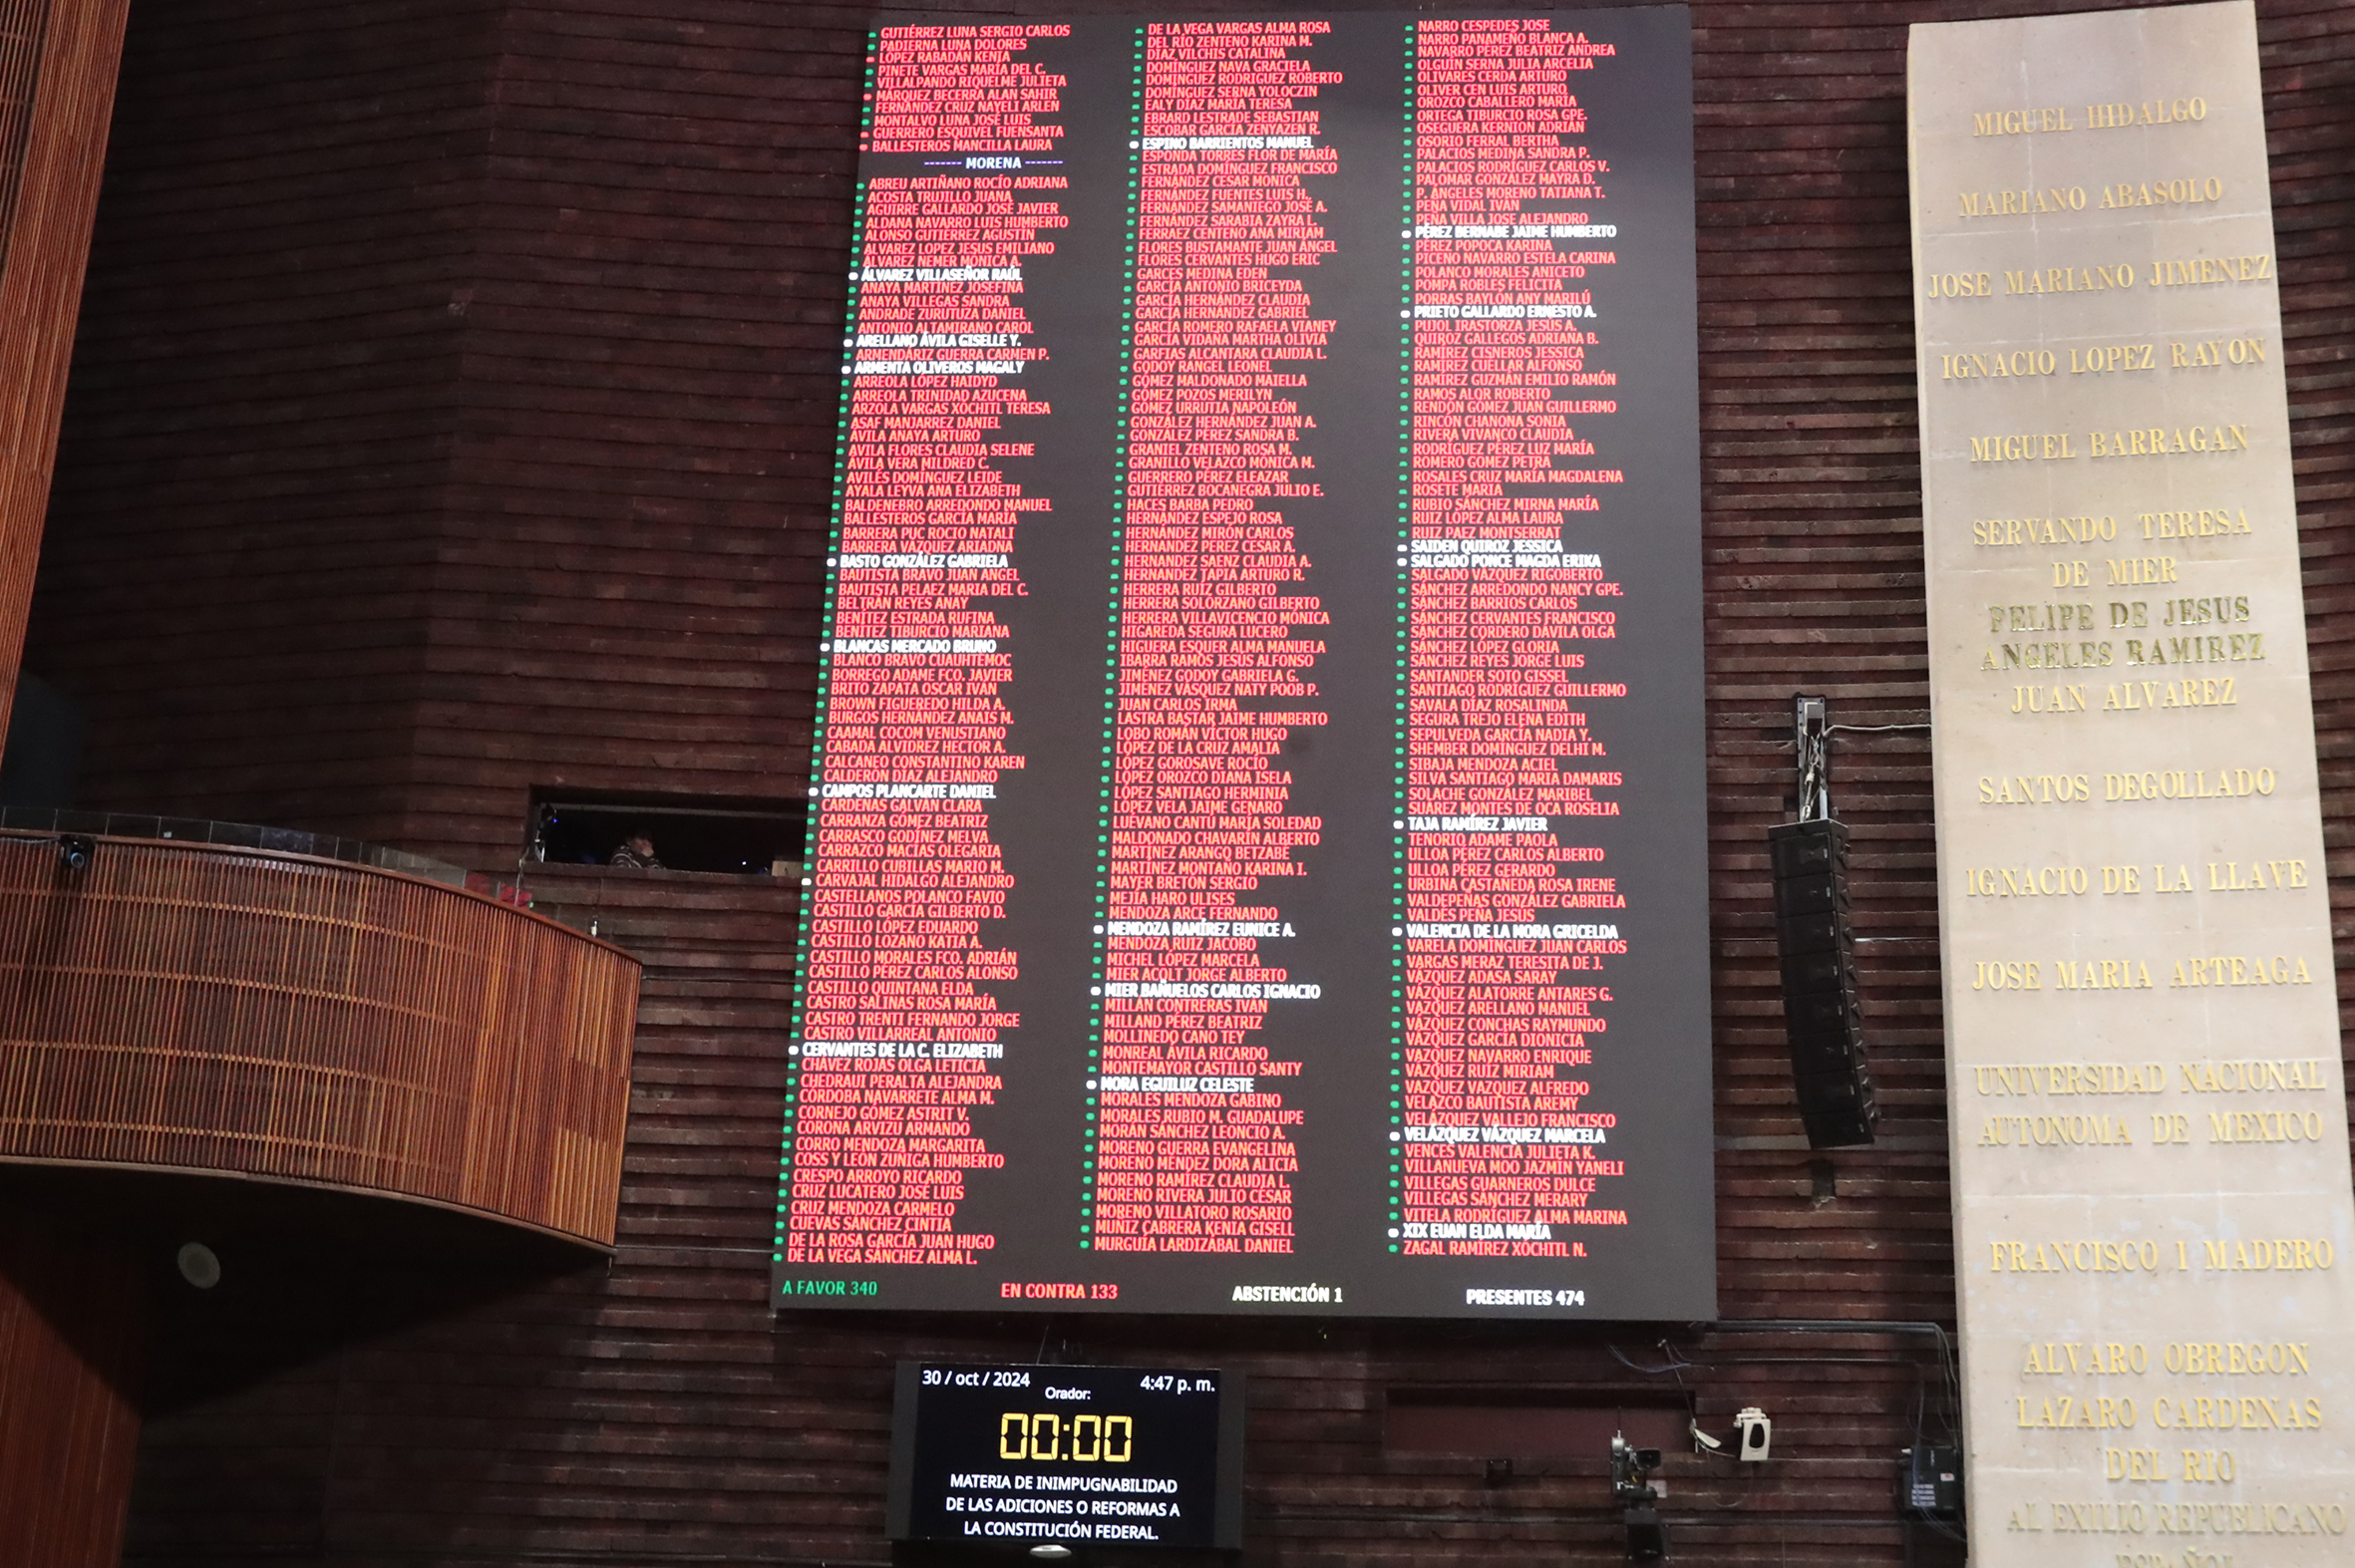 GUTIÉRREZ LUNA SERGIO CARLOS
PADIERNA LUNA DOLORES
LÓPEZ RABADÁN KENIA
PINETE VARGAS MARÍA DEL C.
VILLALPANDO RIQUELME JULIETA
MÁRQUEZ BECERRA ALAN SAHIR
FERNÁNDEZ CRUZ NAYELI ARLEN
MONTALVO LUNA JOSÉ LUIS
GUERRERO ESQUIVEL FUENSANTA
BALLESTEROS MANCILLA LAURA
------- MORENA -------
ABREU ARTIÑANO ROCÍO ADRIANA
ACOSTA TRUJILLO JUANA
AGUIRRE GALLARDO JOSÉ JAVIER
ALDANA NAVARRO LUIS HUMBERTO
ALONSO GUTIÉRREZ AGUSTÍN
ÁLVAREZ LÓPEZ JESÚS EMILIANO
ÁLVAREZ NEMER MÓNICA A.
ÁLVAREZ VILLASEÑOR RAÚL
ANAYA MARTÍNEZ JOSEFINA
ANAYA VILLEGAS SANDRA
ANDRADE ZURUTUZA DANIEL
ANTONIO ALTAMIRANO CAROL
ARELLANO ÁVILA GISELLE Y.
ARMENDÁRIZ GUERRA CARMEN P.
ARMENTA OLIVEROS MAGALY
ARREOLA LÓPEZ HAIDYD
ARREOLA TRINIDAD AZUCENA
ARZOLA VARGAS XÓCHITL TERESA
ASAF MANJARREZ DANIEL
ÁVILA ANAYA ARTURO
ÁVILA FLORES CLAUDIA SELENE
ÁVILA VERA MILDRED C.
AVILÉS DOMÍNGUEZ LEIDE
AYALA LEYVA ANA ELIZABETH
BALDENEBRO ARREDONDO MANUEL
BALLESTEROS GARCÍA MARÍA
BARRERA PUC ROCÍO NATALI
BARRERA VÁZQUEZ ARIADNA
BASTO GONZÁLEZ GABRIELA
BAUTISTA BRAVO JUAN ÁNGEL
BAUTISTA PELÁEZ MARÍA DEL C.
BELTRÁN REYES ANAY
BENÍTEZ ESTRADA RUFINA
BENÍTEZ TIBURCIO MARIANA
BLANCAS MERCADO BRUNO
BLANCO BRAVO CUAUHTÉMOC
BORREGO ADAME FCO. JAVIER
BRITO ZAPATA ÓSCAR IVÁN
BROWN FIGUEREDO HILDA A.
BURGOS HERNÁNDEZ ANAIS M.
CAAMAL COCOM VENUSTIANO
CABADA ALVIDREZ HÉCTOR A.
CALCÁNEO CONSTANTINO KAREN
CALDERÓN DÍAZ ALEJANDRO
CAMPOS PLANCARTE DANIEL
CÁRDENAS GALVÁN CLARA
CARRANZA GÓMEZ BEATRIZ
CARRASCO GODÍNEZ MELVA
CARRAZCO MACÍAS OLEGARIA
CARRILLO CUBILLAS MARIO M.
CARVAJAL HIDALGO ALEJANDRO
CASTELLANOS POLANCO FAVIO
CASTILLO GARCÍA GILBERTO D.
CASTILLO LÓPEZ EDUARDO
CASTILLO LOZANO KATIA A.
CASTILLO MORALES FCO. ADRIÁN
CASTILLO PÉREZ CARLOS ALONSO
CASTILLO QUINTANA ELDA
CASTRO SALINAS ROSA MARÍA
CASTRO TRENTI FERNANDO JORGE
CASTRO VILLARREAL ANTONIO
CERVANTES DE LA C. ELIZABETH
CHÁVEZ ROJAS OLGA LETICIA
CHEDRAUI PERALTA ALEJANDRA
CÓRDOBA NAVARRETE ALMA M.
CORNEJO GÓMEZ ASTRIT V.
CORONA ARVIZU ARMANDO
CORRO MENDOZA MARGARITA
COSS Y LEÓN ZÚÑIGA HUMBERTO
CRESPO ARROYO RICARDO
CRUZ LUCATERO JOSÉ LUIS
CRUZ MENDOZA CARMELO
CUEVAS SÁNCHEZ CINTIA
DE LA ROSA GARCÍA JUAN HUGO
DE LA VEGA SÁNCHEZ ALMA L.
DE LA VEGA VARGAS ALMA ROSA
DEL RÍO ZENTENO KARINA M.
DÍAZ VILCHIS CATALINA
DOMÍNGUEZ NAVA GRACIELA
DOMÍNGUEZ RODRÍGUEZ ROBERTO
DOMÍNGUEZ SERNA YOLOCZIN
EALY DÍAZ MARÍA TERESA
EBRARD LESTRADE SEBASTIÁN
ESCOBAR GARCÍA ZENYAZEN R.
ESPINO BARRIENTOS MANUEL
ESPONDA TORRES FLOR DE MARÍA
ESTRADA DOMÍNGUEZ FRANCISCO
FERNÁNDEZ CÉSAR MÓNICA
FERNÁNDEZ FUENTES LUIS H.
FERNÁNDEZ SAMANIEGO JOSÉ A.
FERNÁNDEZ SARABIA ZAYRA L.
FERRÁEZ CENTENO ANA MIRIAM
FLORES BUSTAMANTE JUAN ÁNGEL
FLORES CERVANTES HUGO ERIC
GARCÉS MEDINA EDEN
GARCÍA ANTONIO BRICEYDA
GARCÍA HERNÁNDEZ CLAUDIA
GARCÍA HERNÁNDEZ GABRIEL
GARCÍA ROMERO RAFAELA VIANEY
GARCÍA VIDAÑA MARTHA OLIVIA
GARFIAS ALCÁNTARA CLAUDIA L.
GODOY RANGEL LEONEL
GÓMEZ MALDONADO MAIELLA
GÓMEZ POZOS MERILYN
GÓMEZ URRUTIA NAPOLEÓN
GONZÁLEZ HERNÁNDEZ JUAN A.
GONZÁLEZ PÉREZ SANDRA B.
GRANIEL ZENTENO ROSA M.
GRANILLO VELAZCO MÓNICA M.
GUERRERO PÉREZ ELEAZAR
GUTIÉRREZ BOCANEGRA JULIO E.
HACES BARBA PEDRO
HERNÁNDEZ ESPEJO ROSA
HERNÁNDEZ MIRÓN CARLOS
HERNÁNDEZ PÉREZ CÉSAR A.
HERNÁNDEZ SÁENZ CLAUDIA A.
HERNÁNDEZ TAPIA ARTURO R.
HERRERA RUIZ GILBERTO
HERRERA SOLÓRZANO GILBERTO
HERRERA VILLAVICENCIO MÓNICA
HIGAREDA SEGURA LUCERO
HIGUERA ESQUER ALMA MANUELA
IBARRA RAMOS JESÚS ALFONSO
JIMÉNEZ GODOY GABRIELA G.
JIMÉNEZ VÁSQUEZ NATY POOB P.
JUAN CARLOS IRMA
LASTRA BASTAR JAIME HUMBERTO
LOBO ROMÁN VÍCTOR HUGO
LÓPEZ DE LA CRUZ AMALIA
LÓPEZ GOROSAVE ROCÍO
LÓPEZ OROZCO DIANA ISELA
LÓPEZ SANTIAGO HERMINIA
LÓPEZ VELA JAIME GENARO
LUÉVANO CANTÚ MARÍA SOLEDAD
MALDONADO CHAVARÍN ALBERTO
MARTÍNEZ ARANGO BETZABÉ
MARTÍNEZ MONTAÑO KARINA I.
MAYER BRETÓN SERGIO
MEJÍA HARO ULISES
MENDOZA ARCE FERNANDO
MENDOZA RAMÍREZ EUNICE A.
MENDOZA RUIZ JACOBO
MICHEL LÓPEZ MARCELA
MIER ACOLT JORGE ALBERTO
MIER BAÑUELOS CARLOS IGNACIO
MILLÁN CONTRERAS IVÁN
MILLAND PÉREZ BEATRIZ
MOLLINEDO CANO TEY
MONREAL ÁVILA RICARDO
MONTEMAYOR CASTILLO SANTY
MORA EGUILUZ CELESTE
MORALES MENDOZA GABINO
MORALES RUBIO M. GUADALUPE
MORÁN SÁNCHEZ LEONCIO A.
MORENO GUERRA EVANGELINA
MORENO MÉNDEZ DORA ALICIA
MORENO RAMÍREZ CLAUDIA L.
MORENO RIVERA JULIO CÉSAR
MORENO VILLATORO ROSARIO
MUÑIZ CABRERA KENIA GISELL
MURGUÍA LARDIZÁBAL DANIEL
NARRO CÉSPEDES JOSÉ
NARRO PANAMEÑO BLANCA A.
NAVARRO PÉREZ BEATRIZ ANDREA
OLGUÍN SERNA JULIA ARCELIA
OLIVARES CERDA ARTURO
OLIVER CEN LUIS ARTURO
OROZCO CABALLERO MARÍA
ORTEGA TIBURCIO ROSA GPE.
OSEGUERA KERNION ADRIÁN
OSORIO FERRAL BERTHA
PALACIOS MEDINA SANDRA P.
PALACIOS RODRÍGUEZ CARLOS V.
PALOMAR GONZÁLEZ MAYRA D.
P. ÁNGELES MORENO TATIANA T.
PEÑA VIDAL IVÁN
PEÑA VILLA JOSÉ ALEJANDRO
PÉREZ BERNABE JAIME HUMBERTO
PÉREZ POPOCA KARINA
PICENO NAVARRO ESTELA CARINA
POLANCO MORALES ANICETO
POMPA ROBLES FELÍCITA
PORRAS BAYLÓN ANY MARILÚ
PRIETO GALLARDO ERNESTO A.
PUJOL IRASTORZA JESÚS A.
QUIROZ GALLEGOS ADRIANA B.
RAMÍREZ CISNEROS JESSICA
RAMÍREZ CUELLAR ALFONSO
RAMÍREZ GUZMÁN EMILIO RAMÓN
RAMOS ALOR ROBERTO
RENDÓN GÓMEZ JUAN GUILLERMO
RINCÓN CHANONA SONIA
RIVERA VIVANCO CLAUDIA
RODRÍGUEZ PÉREZ LUZ MARÍA
ROMERO GÓMEZ PETRA
ROSALES CRUZ MARÍA MAGDALENA
ROSETE MARÍA
RUBIO SÁNCHEZ MIRNA MARÍA
RUIZ LÓPEZ ALMA LAURA
RUIZ PÁEZ MONTSERRAT
SAIDEN QUIROZ JESSICA
SALGADO PONCE MAGDA ERIKA
SALGADO VÁZQUEZ RIGOBERTO
SÁNCHEZ ARREDONDO NANCY GPE.
SÁNCHEZ BARRIOS CARLOS
SÁNCHEZ CERVANTES FRANCISCO
SÁNCHEZ CORDERO DÁVILA OLGA
SÁNCHEZ LÓPEZ GLORIA
SÁNCHEZ REYES JORGE LUIS
SANTANDER SOTO GISSEL
SANTIAGO RODRÍGUEZ GUILLERMO
SAVALA DÍAZ ROSALINDA
SEGURA TREJO ELENA EDITH
SEPÚLVEDA GARCÍA NADIA Y.
SHEMBER DOMÍNGUEZ DELHI M.
SIBAJA MENDOZA ACIEL
SILVA SANTIAGO MARÍA DAMARIS
SOLACHE GONZÁLEZ MARIBEL
SUÁREZ MONTES DE OCA ROSELIA
TAJA RAMÍREZ JAVIER
TENORIO ADAME PAOLA
ULLOA PÉREZ CARLOS ALBERTO
ULLOA PÉREZ GERARDO
URBINA CASTAÑEDA ROSA IRENE
VALDEPEÑAS GONZÁLEZ GABRIELA
VALDÉS PEÑA JESÚS
VALENCIA DE LA MORA GRICELDA
VARELA DOMÍNGUEZ JUAN CARLOS
VARGAS MERAZ TERESITA DE J.
VÁZQUEZ ADASA SARAY
VÁZQUEZ ALATORRE ANTARES G.
VÁZQUEZ ARELLANO MANUEL
VÁZQUEZ CONCHAS RAYMUNDO
VÁZQUEZ GARCÍA DIONICIA
VÁZQUEZ NAVARRO ENRIQUE
VÁZQUEZ RUIZ MIRIAM
VÁZQUEZ VÁZQUEZ ALFREDO
VELAZCO BAUTISTA AREMY
VELÁZQUEZ VALLEJO FRANCISCO
VELÁZQUEZ VÁZQUEZ MARCELA
VENCES VALENCIA JULIETA K.
VILLANUEVA MOO JAZMÍN YANELI
VILLEGAS GUARNEROS DULCE
VILLEGAS SÁNCHEZ MERARY
VITELA RODRÍGUEZ ALMA MARINA
XIX EUAN ELDA MARÍA
ZAGAL RAMÍREZ XÓCHITL N.
A FAVOR 340
EN CONTRA 133
ABSTENCIÓN 1
PRESENTES 474
30 / oct / 2024
4:47 p. m.
Orador:
00:00
MATERIA DE INIMPUGNABILIDAD
DE LAS ADICIONES O REFORMAS A
LA CONSTITUCIÓN FEDERAL.
MIGUEL HIDALGO
MARIANO ABASOLO
JOSE MARIANO JIMENEZ
IGNACIO LOPEZ RAYON
MIGUEL BARRAGAN
SERVANDO TERESA
DE MIER
FELIPE DE JESUS
ANGELES RAMIREZ
JUAN ALVAREZ
SANTOS DEGOLLADO
IGNACIO DE LA LLAVE
JOSE MARIA ARTEAGA
UNIVERSIDAD NACIONAL
AUTONOMA DE MEXICO
FRANCISCO I MADERO
ALVARO OBREGON
LAZARO CARDENAS
DEL RIO
AL EXILIO REPUBLICANO
ESPAÑOL